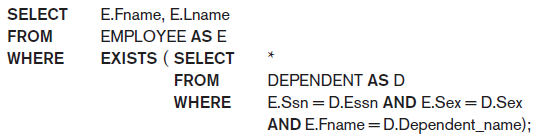 SELECT E.Fname, E.Lname
FROM EMPLOYEE AS E
WHERE EXISTS ( SELECT *
FROM DEPENDENT AS D
WHERE E.Ssn = D.Essn AND E.Sex = D.Sex
AND E.Fname = D.Dependent_name);